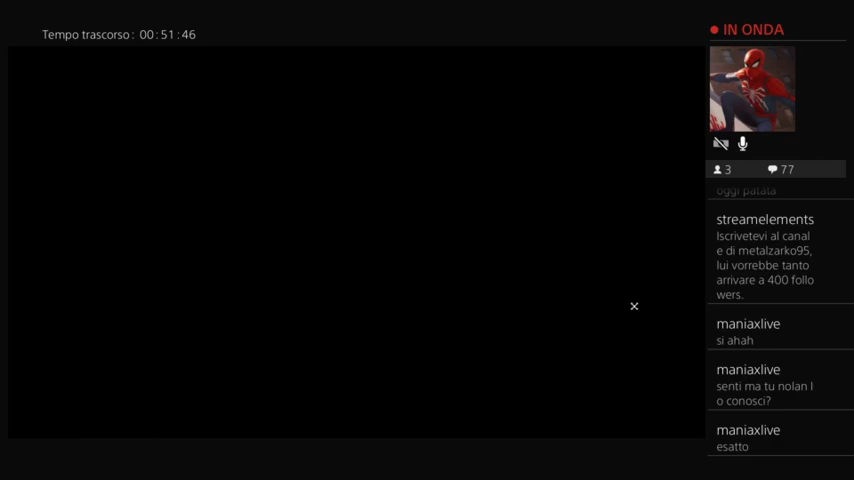 Tempo trascorso: 00:51:46
IN ONDA
3 77
oggi patata
streamelements
Iscrivetevi al canal
e di metalzarko95,
lui vorrebbe tanto
arrivare a 400 follo
wers.
maniaxlive
si ahah
maniaxlive
senti ma tu nolan l
o conosci?
maniaxlive
esatto